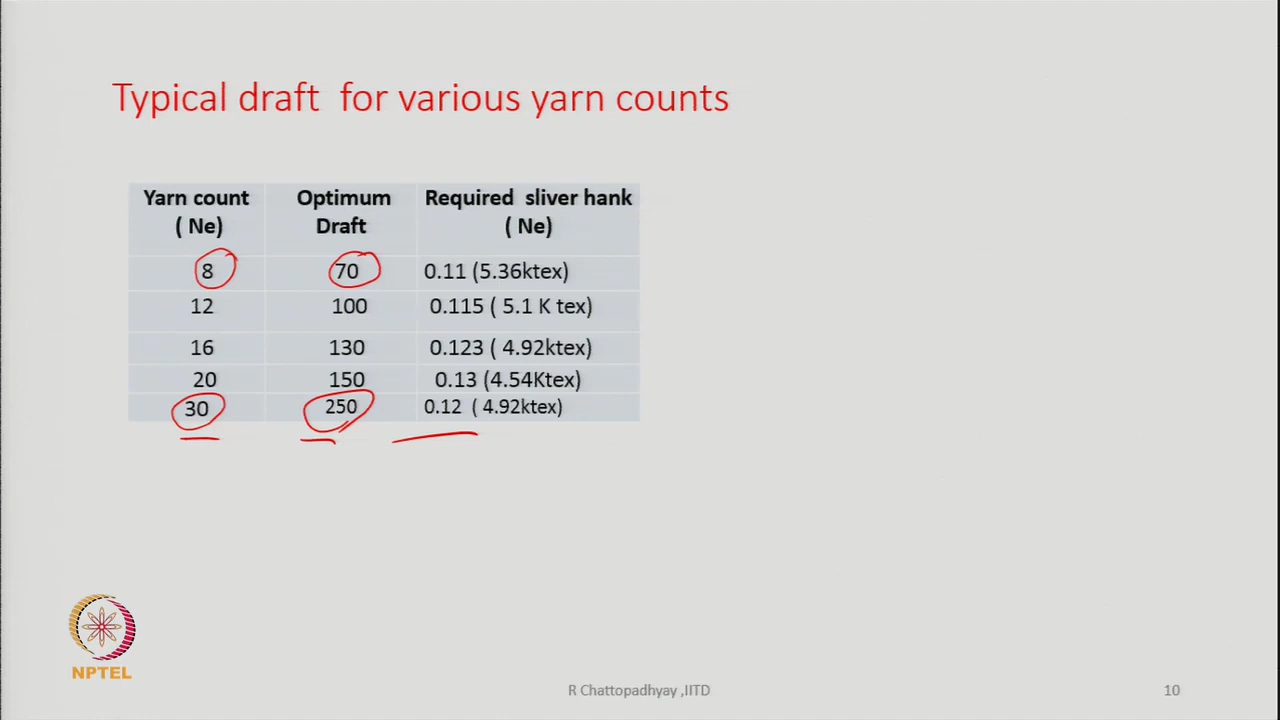 Typical draft for various yarn counts
Yarn count Optimum Required sliver hank
( Ne) Draft ( Ne)
8 70 0.11 (5.36ktex)
12 100 0.115 ( 5.1 K tex)
16 130 0.123 ( 4.92ktex)
20 150 0.13 (4.54Ktex)
30 250 0.12 ( 4.92ktex)
NPTEL
R Chattopadhyay ,IITD 10